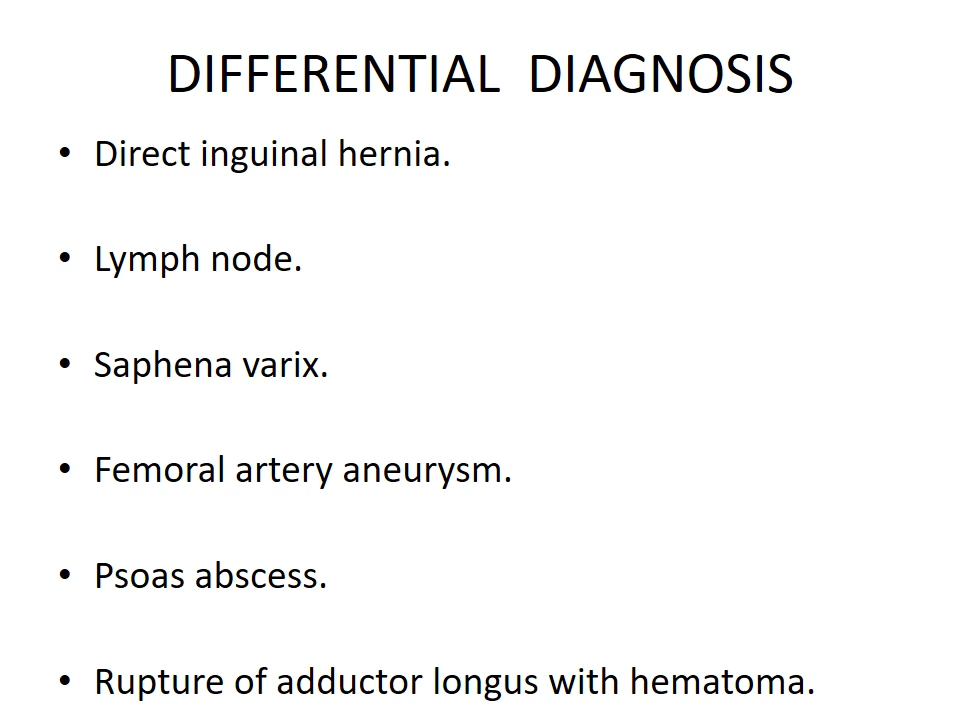 DIFFERENTIAL  DIAGNOSIS
• Direct inguinal hernia.
• Lymph node.
• Saphena varix.
• Femoral artery aneurysm.
• Psoas abscess.
• Rupture of adductor longus with hematoma.